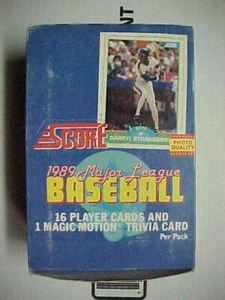 NT
DARRYL STRAWBERRY
SCORE
PHOTO
QUALITY
1989 Major League
BASEBALL
16 PLAYER CARDS AND
1 MAGIC MOTION TRIVIA CARD
Per Pack